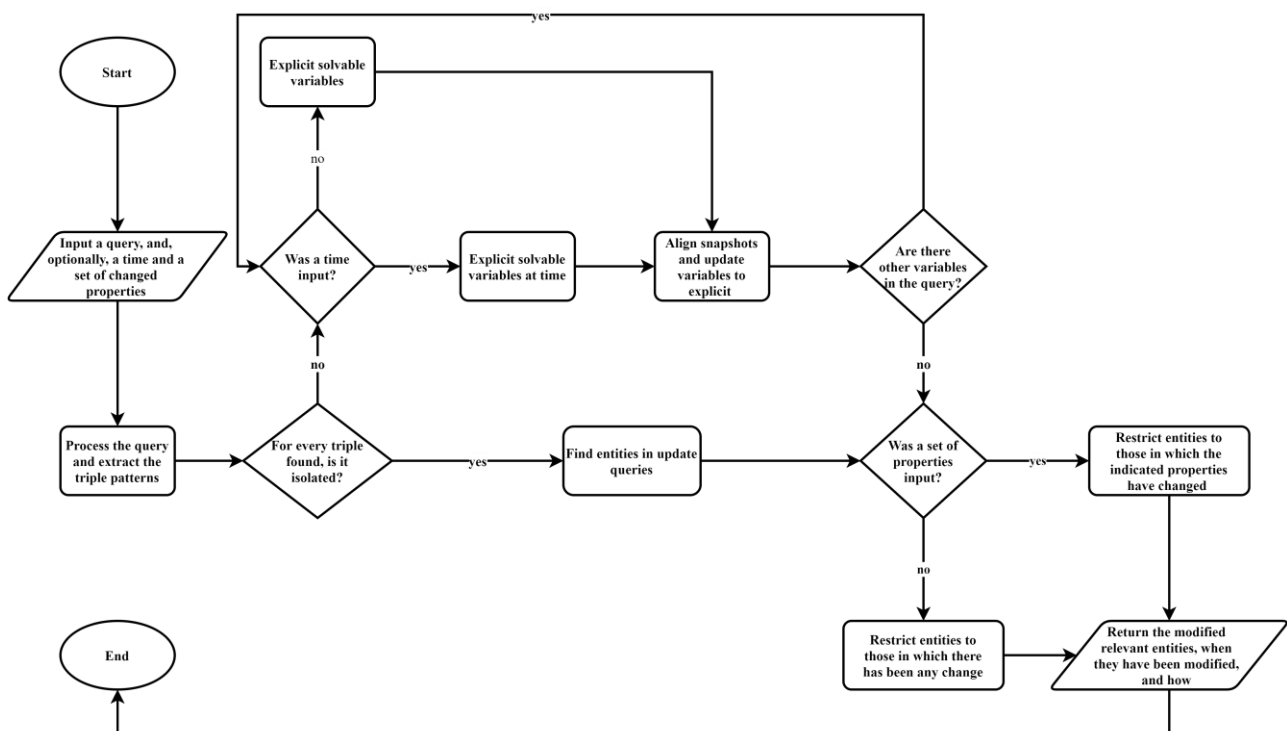 yes
Start
Explicit solvable
variables
no
Input a query, and,
optionally, a time and a
set of changed
properties
Was a time
input?
yes
Explicit solvable
variables at time
Align snapshots
and update
variables to
explicit
Are there
other variables
in the query?
no
no
Process the query
and extract the
triple patterns
For every triple
found, is it
isolated?
yes
Find entities in update
queries
Was a set of
properties
input?
yes
Restrict entities to
those in which the
indicated properties
have changed
no
End
Restrict entities to
those in which there
has been any change
Return the modified
relevant entities, when
they have been modified,
and how